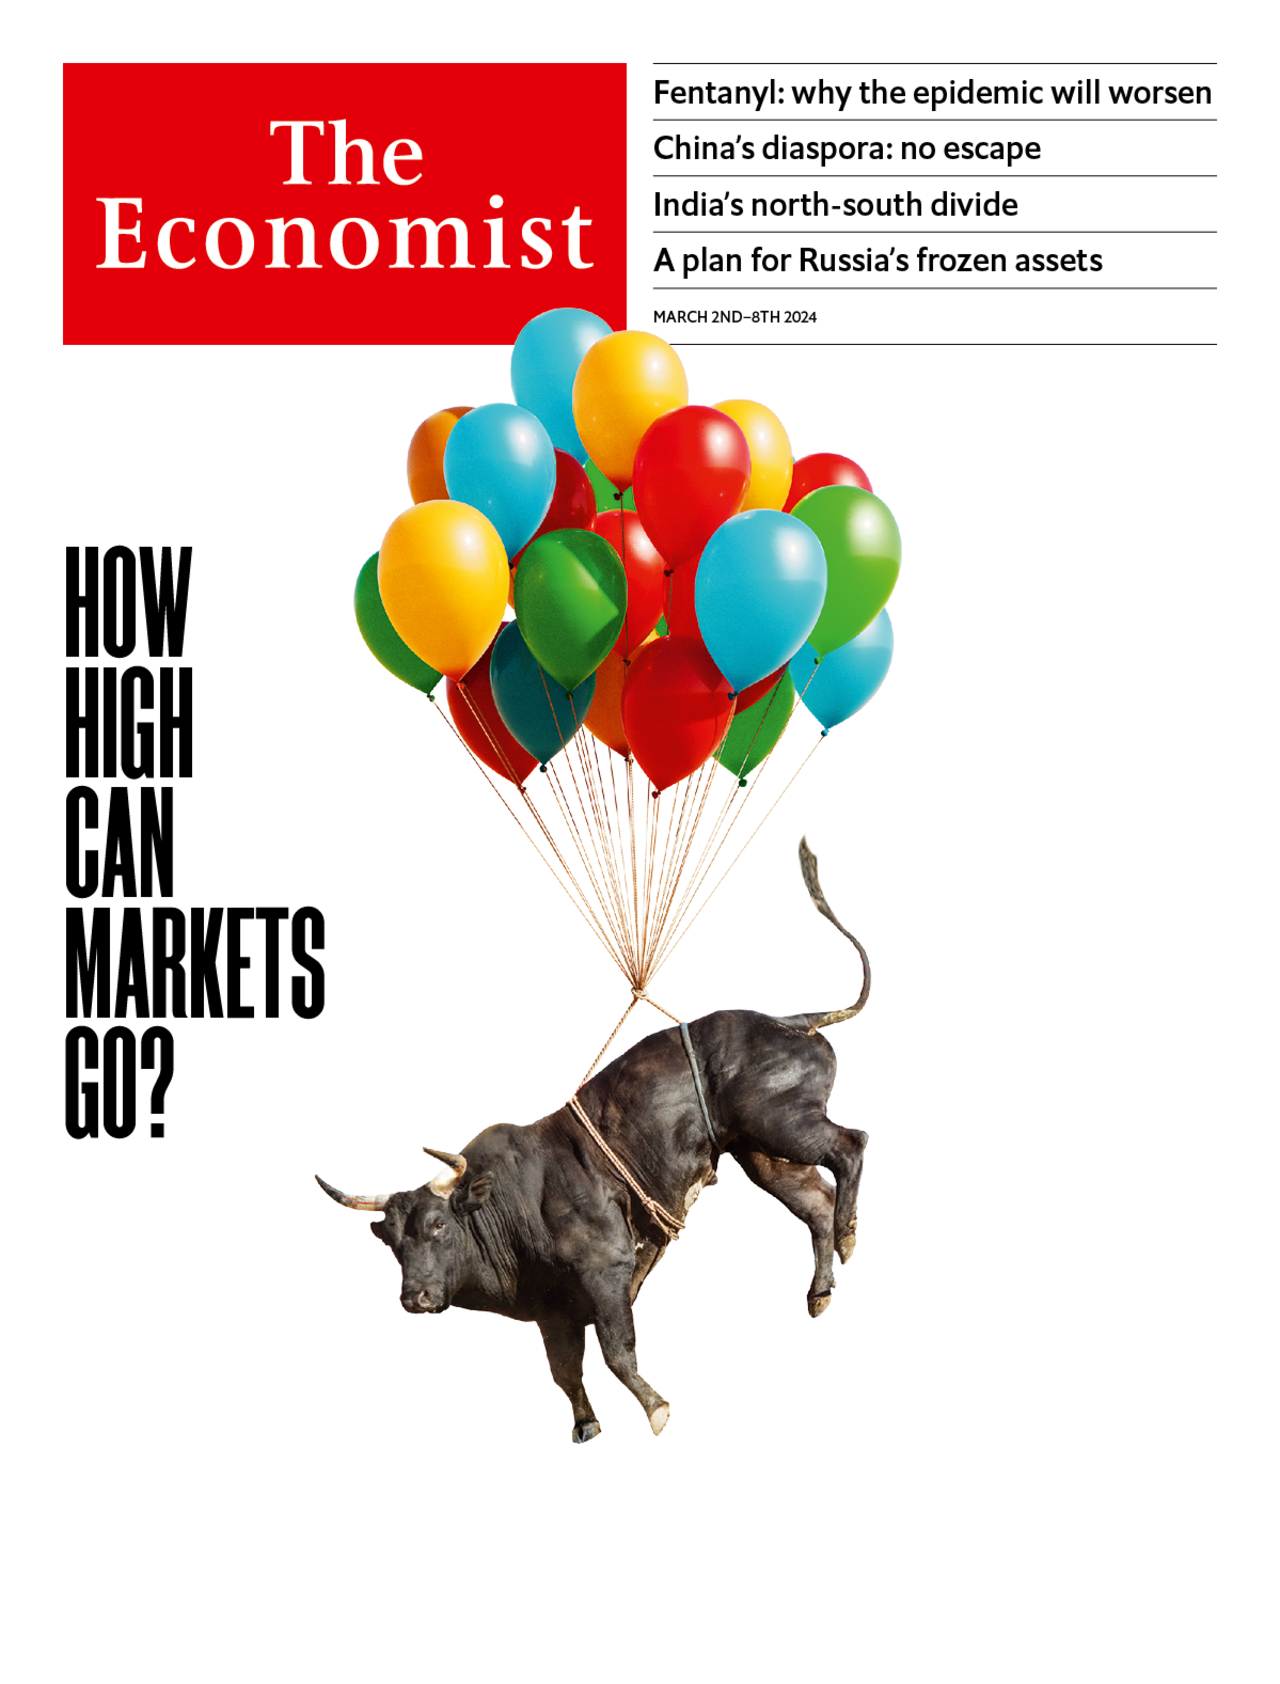 The
Economist
Fentanyl: why the epidemic will worsen
China’s diaspora: no escape
India’s north-south divide
A plan for Russia’s frozen assets
MARCH 2ND–8TH 2024
HOW
HIGH
CAN
MARKETS
GO?